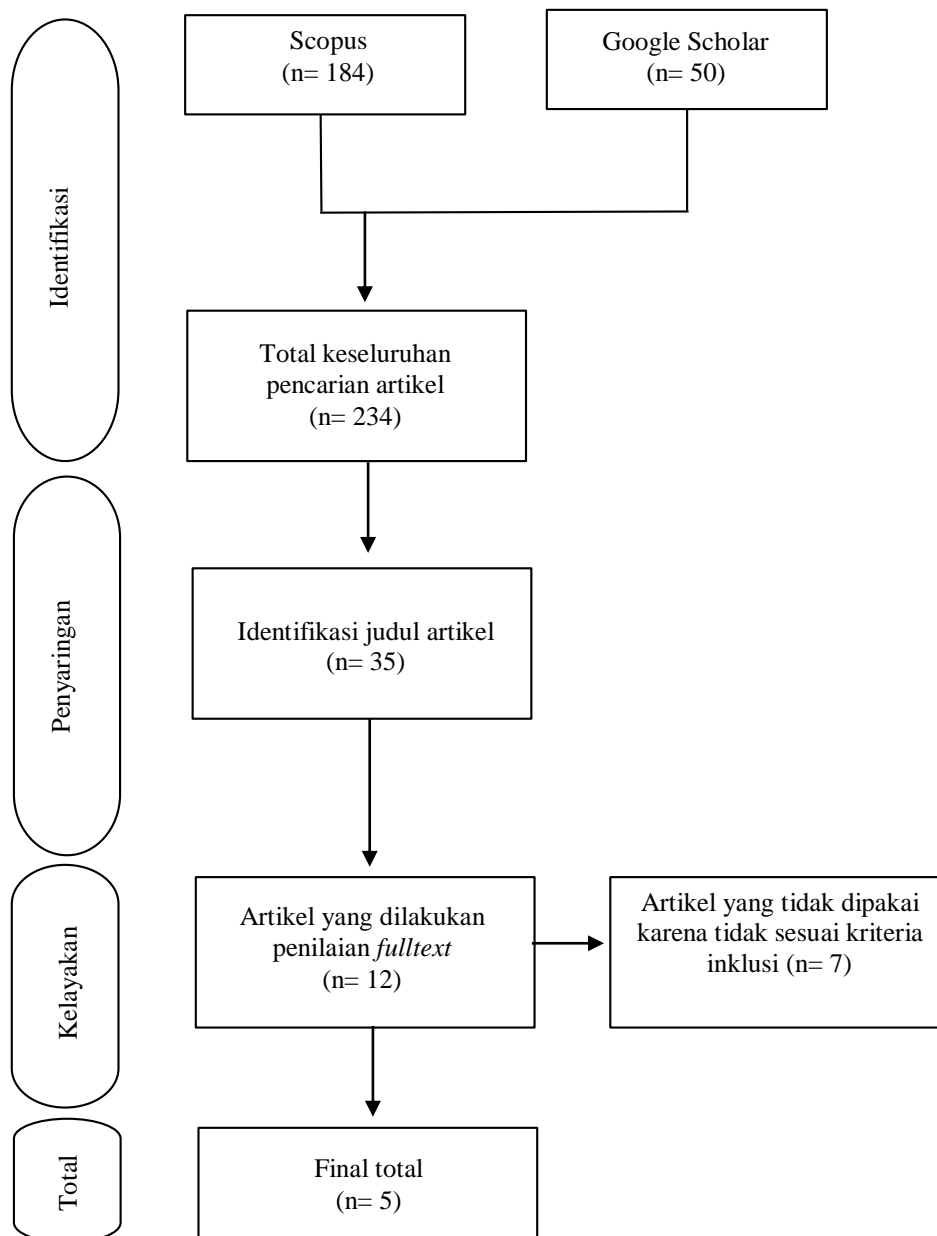 Scopus
(n= 184)
Google Scholar
(n= 50)
Identifikasi
Total keseluruhan
pencarian artikel
(n= 234)
Penyaringan
Identifikasi judul artikel
(n= 35)
Kelayakan
Artikel yang dilakukan
penilaian fulltext
(n= 12)
Artikel yang tidak dipakai
karena tidak sesuai kriteria
inklusi (n= 7)
Total
Final total
(n= 5)